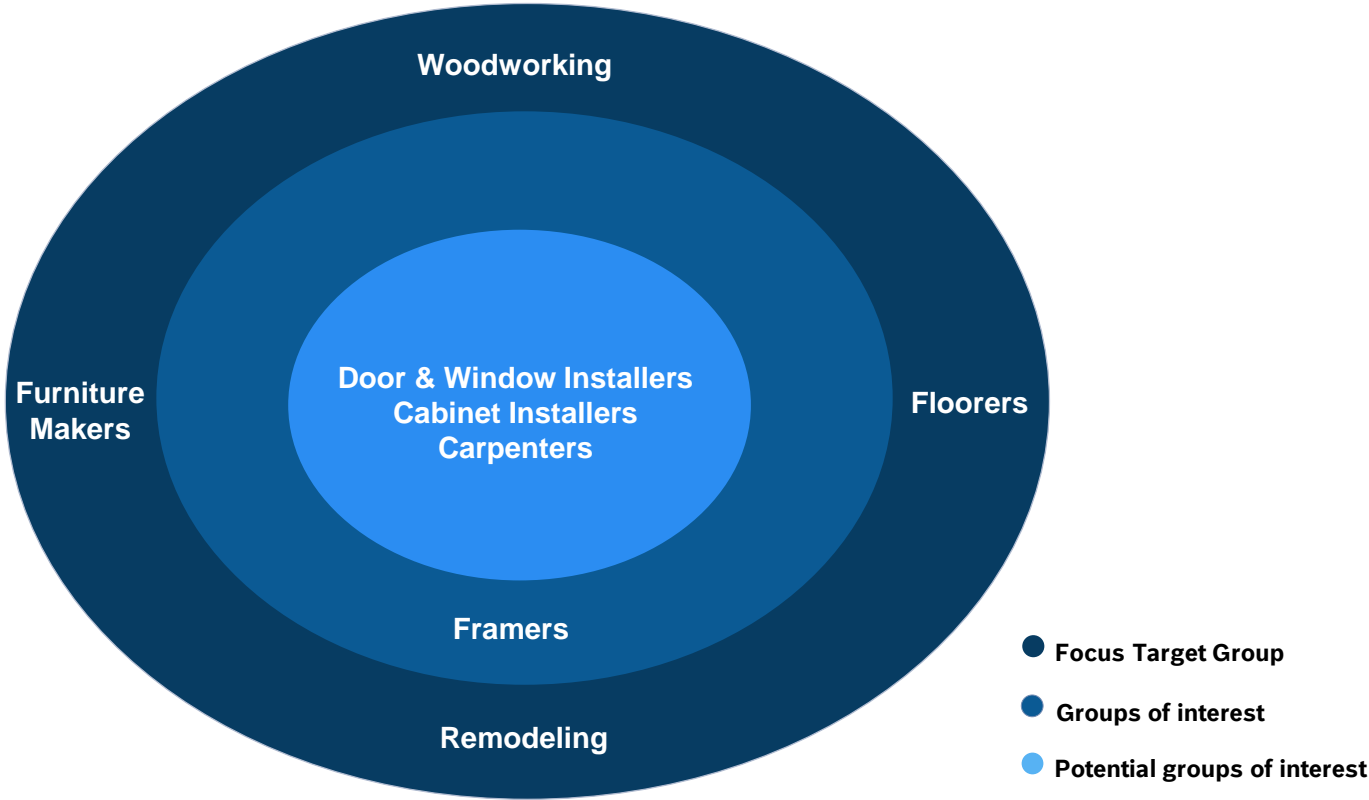 Woodworking
Furniture
Makers
Door & Window Installers
Cabinet Installers
Carpenters
Floorers
Framers
Remodeling
Focus Target Group
Groups of interest
Potential groups of interest